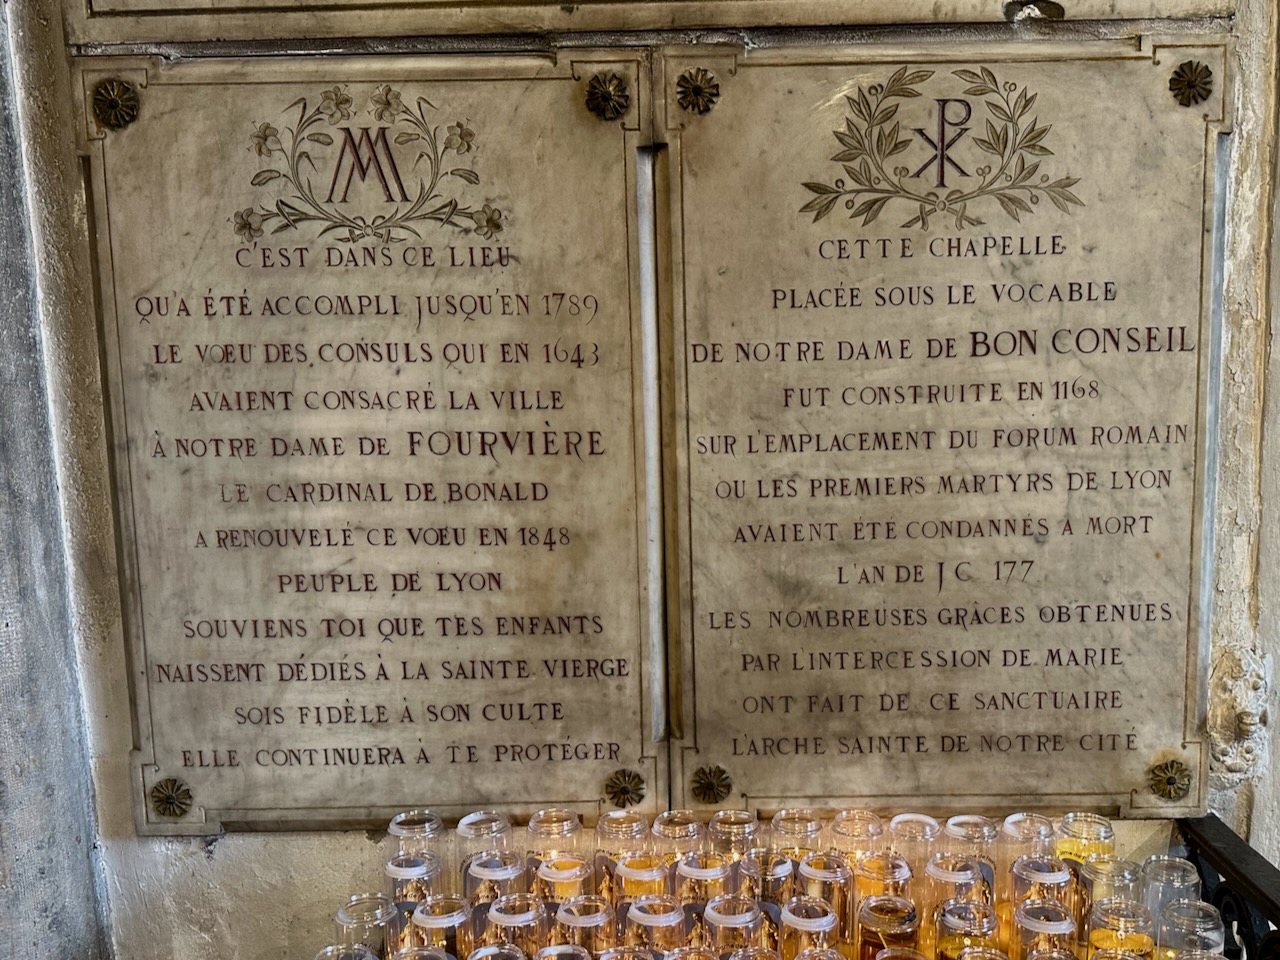 C'EST DANS CE LIEU
QU'A ÉTÉ ACCOMPLI JUSQU'EN 1789
LE VŒU DES CONSULS QUI EN 1643
AVAIENT CONSACRÉ LA VILLE
À NOTRE DAME DE FOURVIÈRE
LE CARDINAL DE BONALD
A RENOUVELÉ CE VŒU EN 1848
PEUPLE DE LYON
SOUVIENS TOI QUE TES ENFANTS
NAISSENT DÉDIÉS À LA SAINTE VIERGE
SOIS FIDÈLE À SON CULTE
ELLE CONTINUERA À TE PROTÉGER
CETTE CHAPELLE
PLACÉE SOUS LE VOCABLE
DE NOTRE DAME DE BON CONSEIL
FUT CONSTRUITE EN 1168
SUR L'EMPLACEMENT DU FORUM ROMAIN
OU LES PREMIERS MARTYRS DE LYON
AVAIENT ÉTÉ CONDANNÉS A MORT
L'AN DE J C 177
LES NOMBREUSES GRÂCES OBTENUES
PAR L'INTERCESSION DE MARIE
ONT FAIT DE CE SANCTUAIRE
L'ARCHE SAINTE DE NOTRE CITÉ